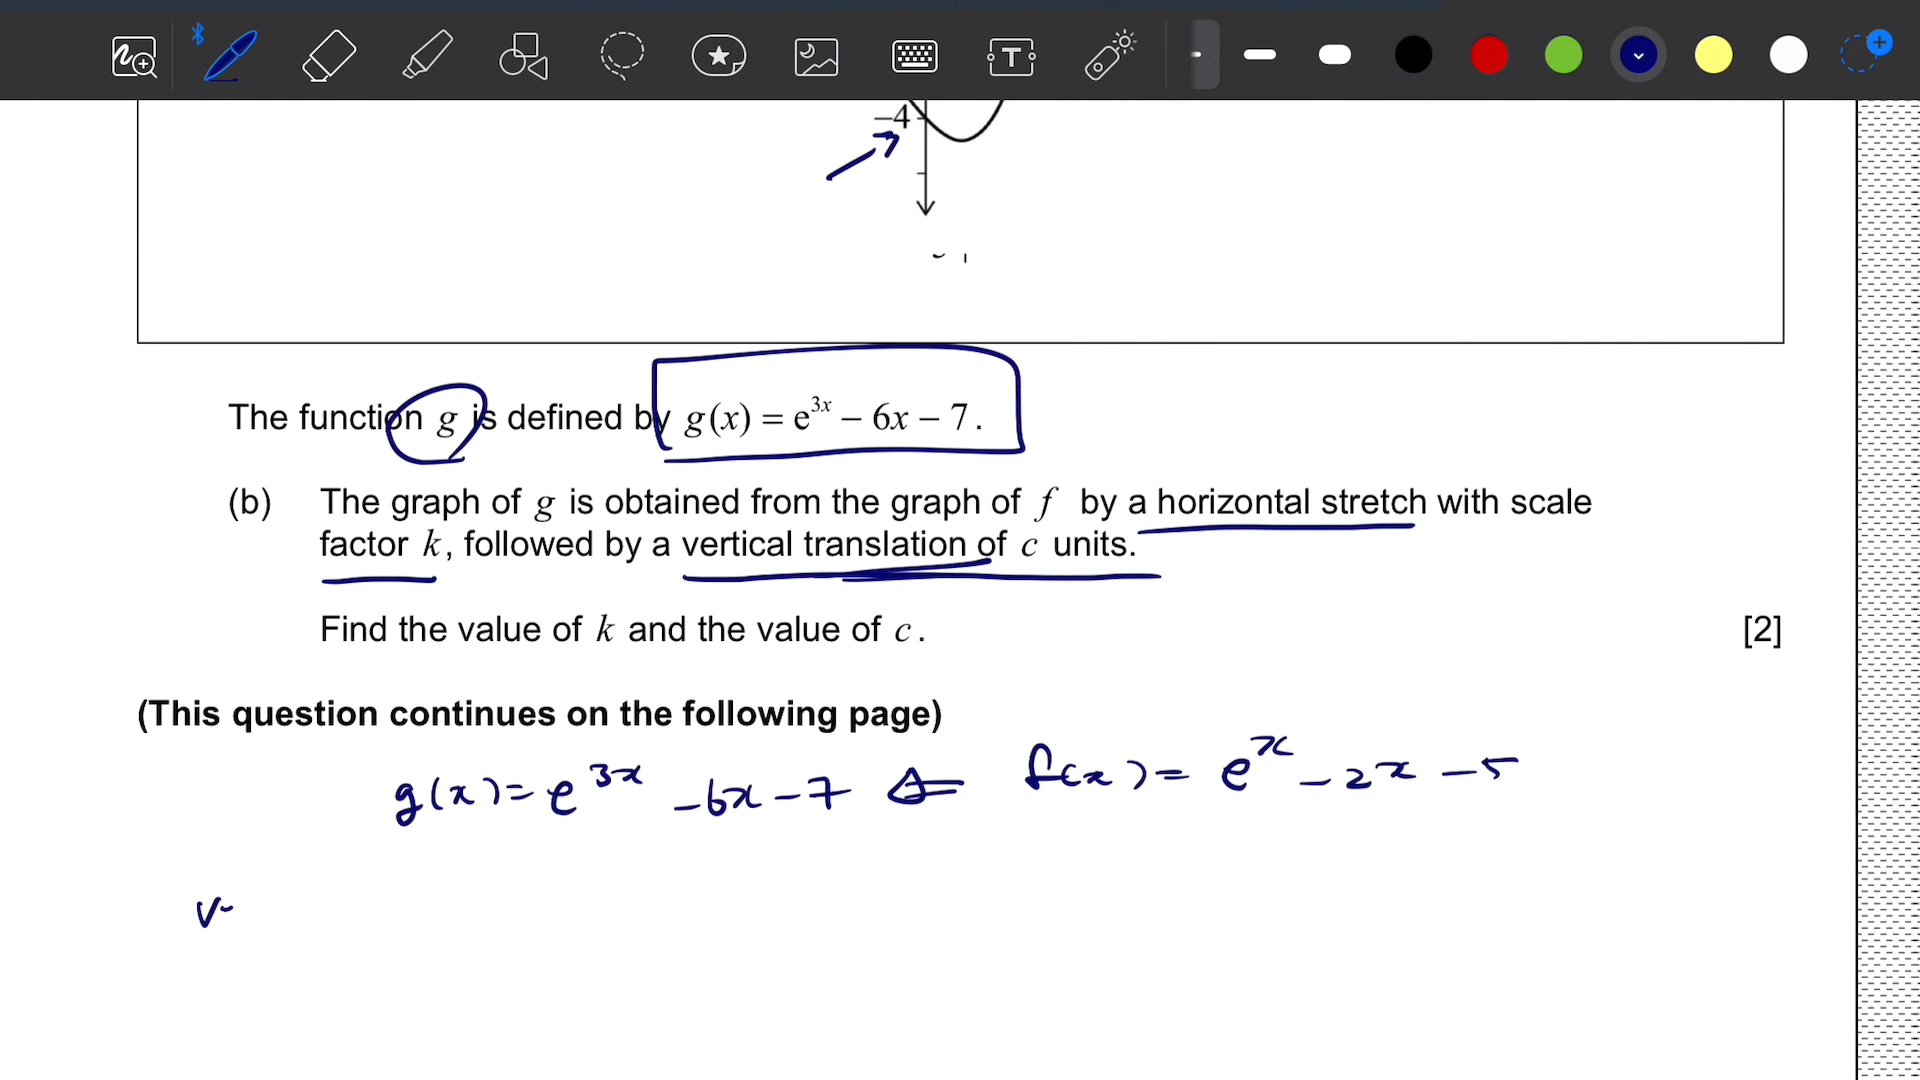 T
−4
The function g is defined by g(x) = e^{3x} − 6x − 7.
(b) The graph of g is obtained from the graph of f by a horizontal stretch with scale
factor k, followed by a vertical translation of c units.
Find the value of k and the value of c.
[2]
(This question continues on the following page)
g(x) = e^{3x} − 6x − 7 ⇐ f(x) = e^x − 2x − 5